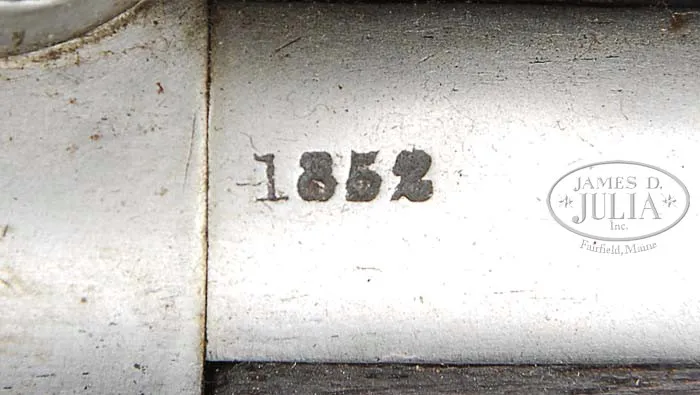 1852
JAMES D.
JULIA
Inc.
Fairfield, Maine